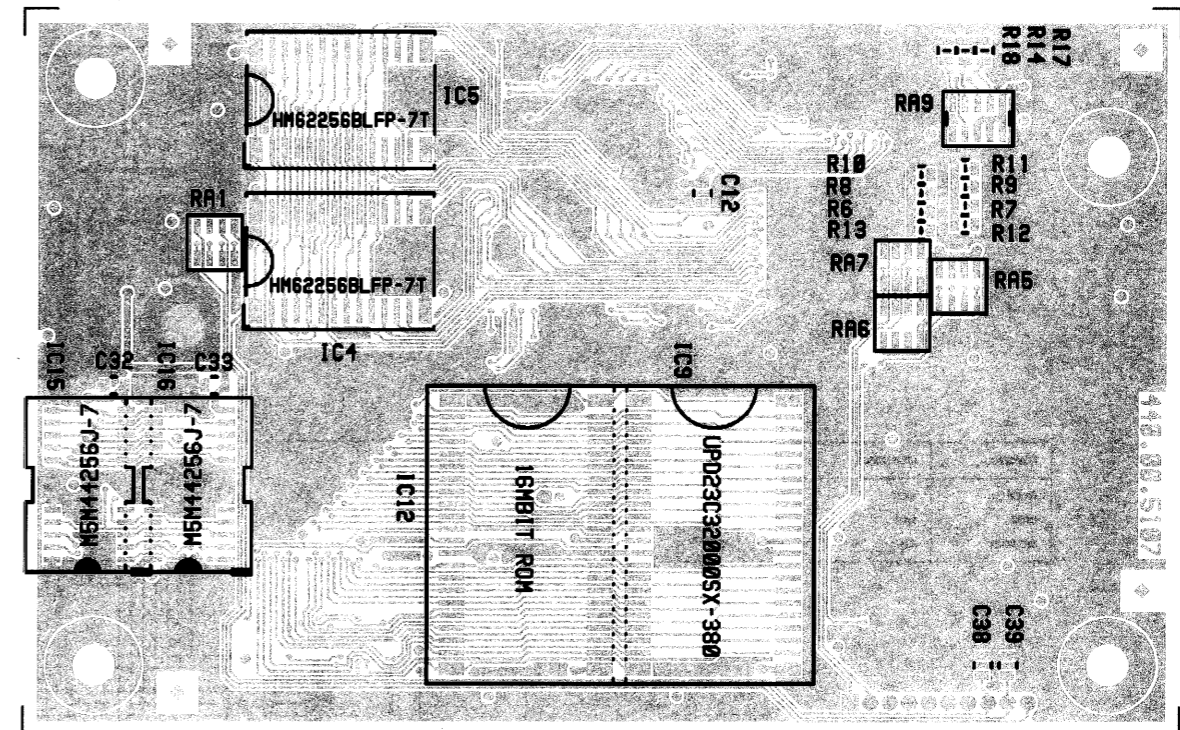 R18
R14
R17
IC5
HM62256BLFP-7T
RA9
R10
R8
R6
R13
R11
R9
R7
R12
C12
RA1
HM62256BLFP-7T
IC4
RA7
RA5
RA6
IC15
C32
IC16
C33
IC9
M5M44256J-7
M5M44256J-7
IC12
16MBIT ROM
UPD23C32000SX-380
C38
C39